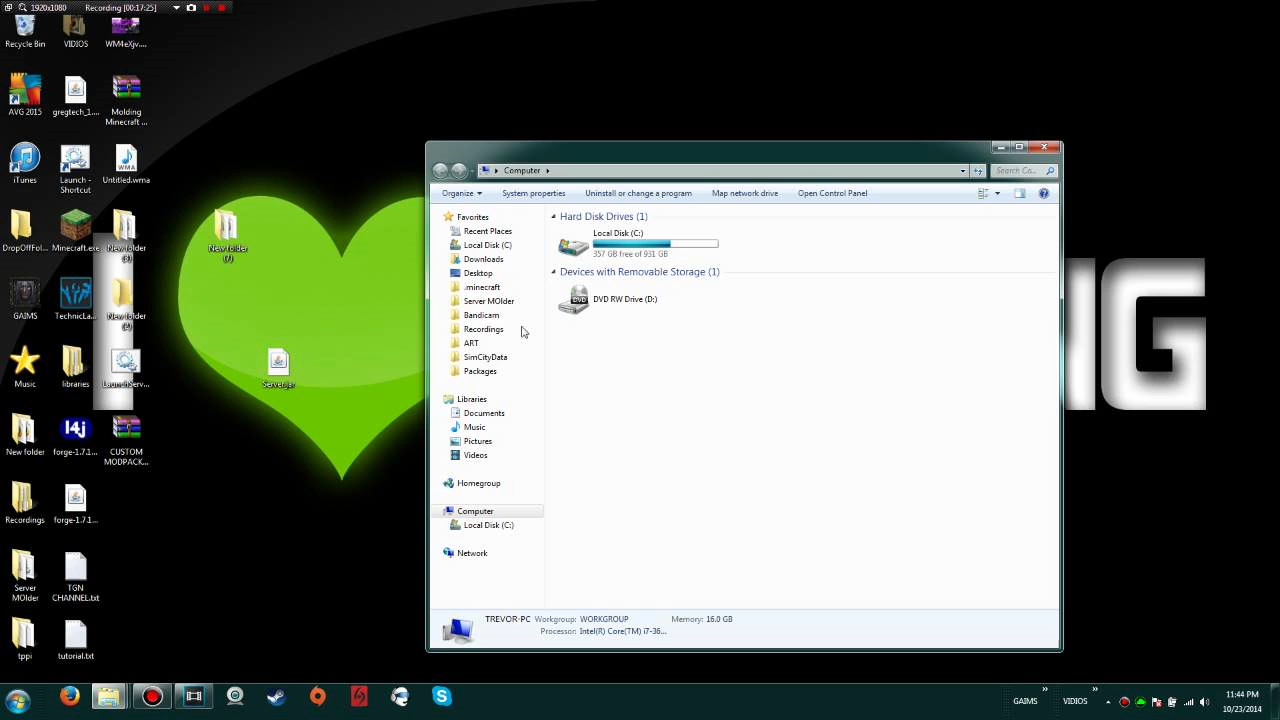 1920x1080 Recording [00:17:25]
Recycle Bin
VIDIOS
WM4eXjv....
AVG 2015
gregtech_1....
Molding Minecraft ...
iTunes
Launch - Shortcut
Untitled.wma
DropOffFol...
Minecraft.exe
New folder (3)
New folder (7)
GAIMS
TechnicLa...
New folder
Music
libraries
LaunchServ...
Server.jar
New folder
forge-1.7.1...
CUSTOM MODPACK...
Recordings
forge-1.7.1...
Server MOlder
TGN CHANNEL.txt
tppi
tutorial.txt
Computer
Search Co...
Organize
System properties
Uninstall or change a program
Map network drive
Open Control Panel
Favorites
Recent Places
Local Disk (C)
Downloads
Desktop
.minecraft
Server MOlder
Bandicam
Recordings
ART
SimCityData
Packages
Libraries
Documents
Music
Pictures
Videos
Homegroup
Computer
Local Disk (C:)
Network
Hard Disk Drives (1)
Local Disk (C:)
357 GB free of 931 GB
Devices with Removable Storage (1)
DVD
DVD RW Drive (D:)
TREVOR-PC Workgroup: WORKGROUP Memory: 16.0 GB
Processor: Intel(R) Core(TM) i7-36...
GAIMS
VIDIOS
11:44 PM
10/23/2014